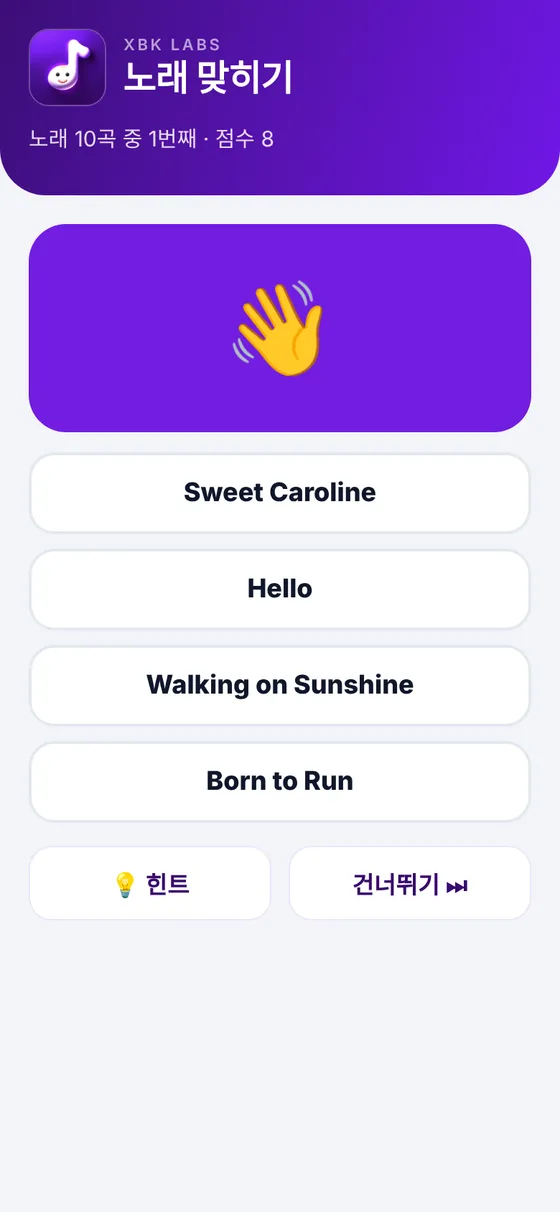 XBK LABS
노래 맞히기
노래 10곡 중 1번째 · 점수 8
Sweet Caroline
Hello
Walking on Sunshine
Born to Run
💡 힌트
건너뛰기 ⏭